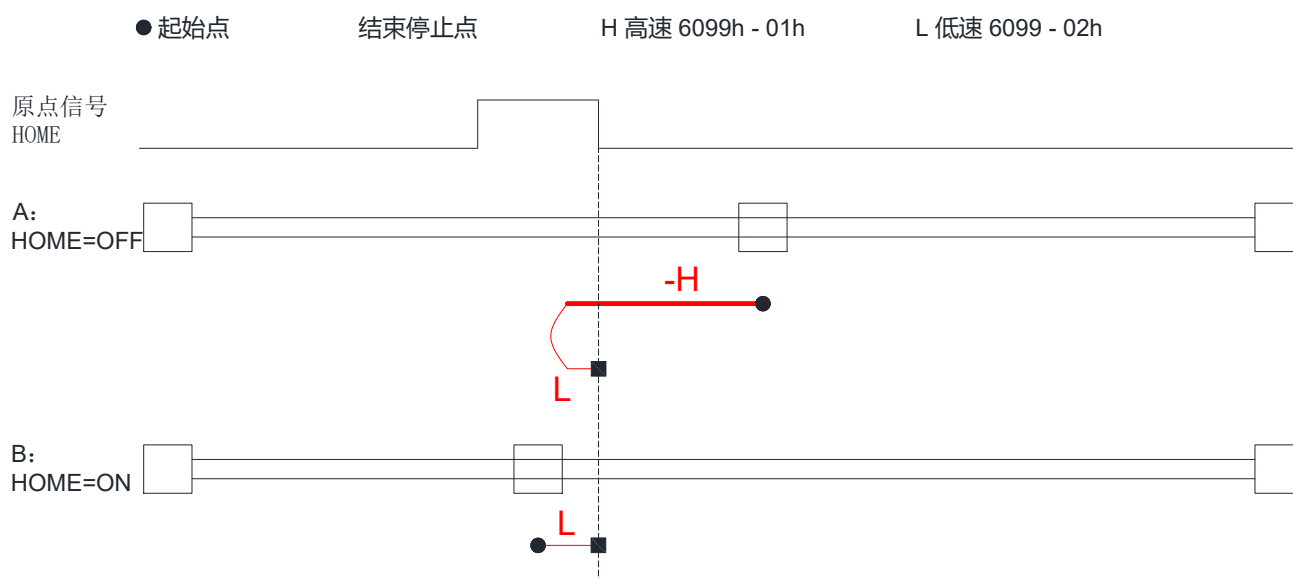 起始点 结束停止点 H 高速 6099h - 01h L 低速 6099 - 02h
原点信号
HOME
A：
HOME=OFF
-H
L
B：
HOME=ON
L